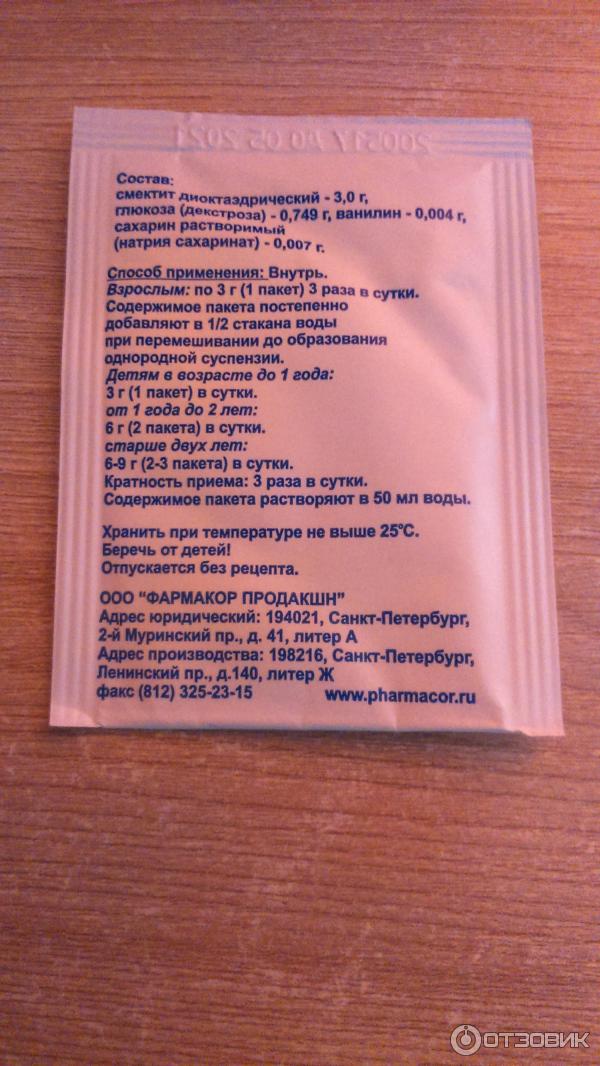 200517 до 05 2021
Состав:
смектит диоктаэдрический - 3,0 г,
глюкоза (декстроза) - 0,749 г, ванилин - 0,004 г,
сахарин растворимый
(натрия сахаринат) - 0,007 г.
Способ применения: Внутрь.
Взрослым: по 3 г (1 пакет) 3 раза в сутки.
Содержимое пакета постепенно
добавляют в 1/2 стакана воды
при перемешивании до образования
однородной суспензии.
Детям в возрасте до 1 года:
3 г (1 пакет) в сутки.
от 1 года до 2 лет:
6 г (2 пакета) в сутки.
старше двух лет:
6-9 г (2-3 пакета) в сутки.
Кратность приема: 3 раза в сутки.
Содержимое пакета растворяют в 50 мл воды.
Хранить при температуре не выше 25°С.
Беречь от детей!
Отпускается без рецепта.
ООО "ФАРМАКОР ПРОДАКШН"
Адрес юридический: 194021, Санкт-Петербург,
2-й Муринский пр., д. 41, литер А
Адрес производства: 198216, Санкт-Петербург,
Ленинский пр., д.140, литер Ж
факс (812) 325-23-15 www.pharmacor.ru
ОТЗОВИК